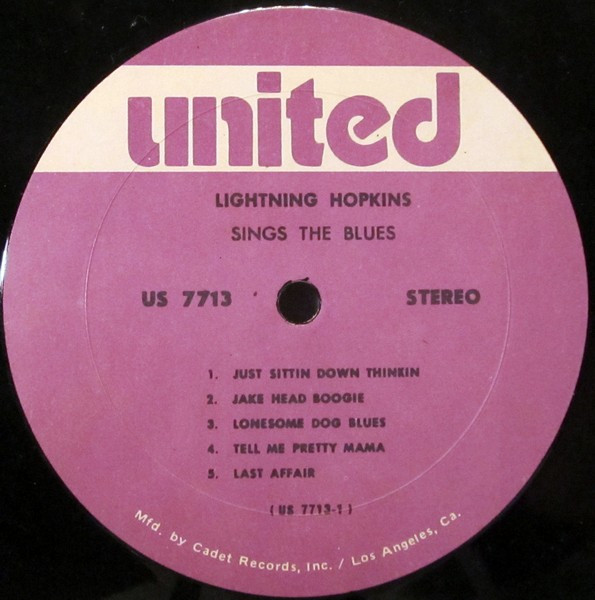 united
LIGHTNING HOPKINS
SINGS THE BLUES
US 7713 STEREO
1. JUST SITTIN DOWN THINKIN
2. JAKE HEAD BOOGIE
3. LONESOME DOG BLUES
4. TELL ME PRETTY MAMA
5. LAST AFFAIR
(US 7713-1)
Mfd. by Cadet Records, Inc. / Los Angeles, Ca.